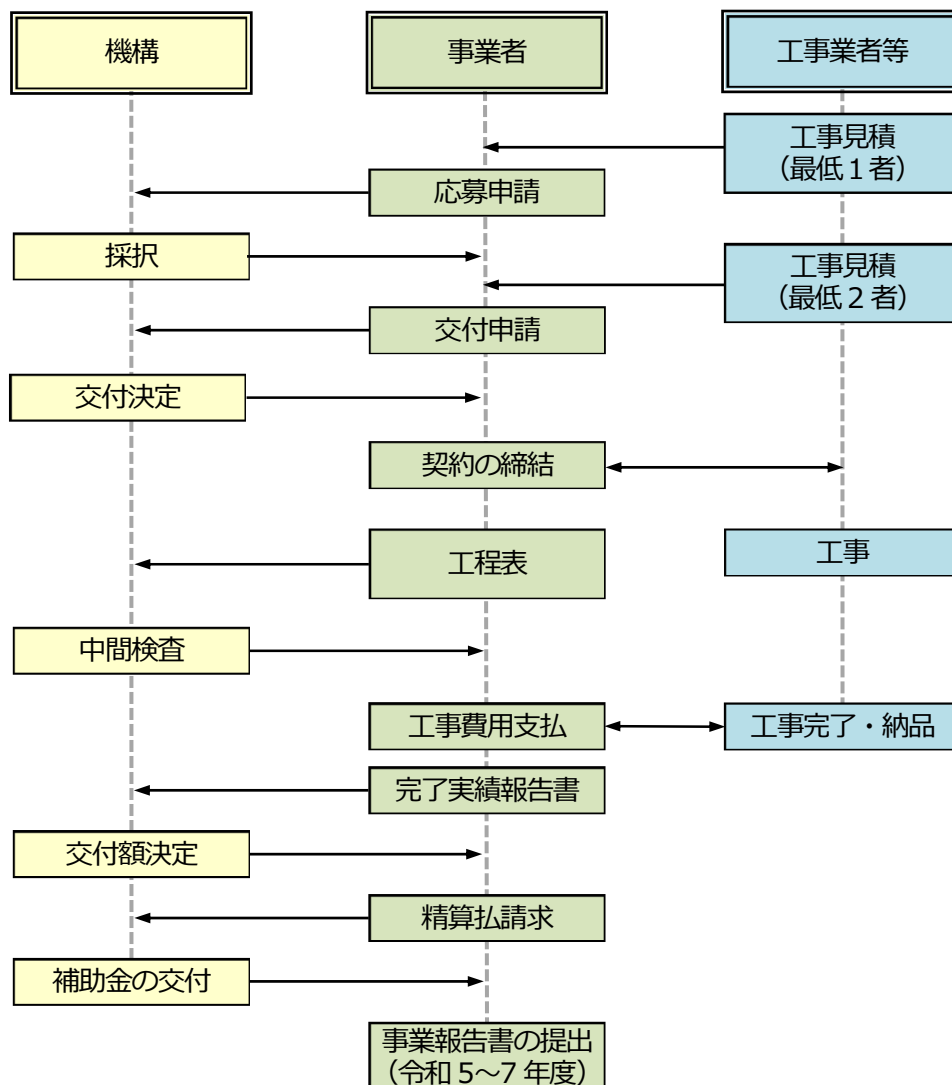 機構
事業者
工事業者等
工事見積
（最低１者）
応募申請
採択
工事見積
（最低２者）
交付申請
交付決定
契約の締結
工程表
工事
中間検査
工事費用支払
工事完了・納品
完了実績報告書
交付額決定
精算払請求
補助金の交付
事業報告書の提出
（令和 5～7 年度）